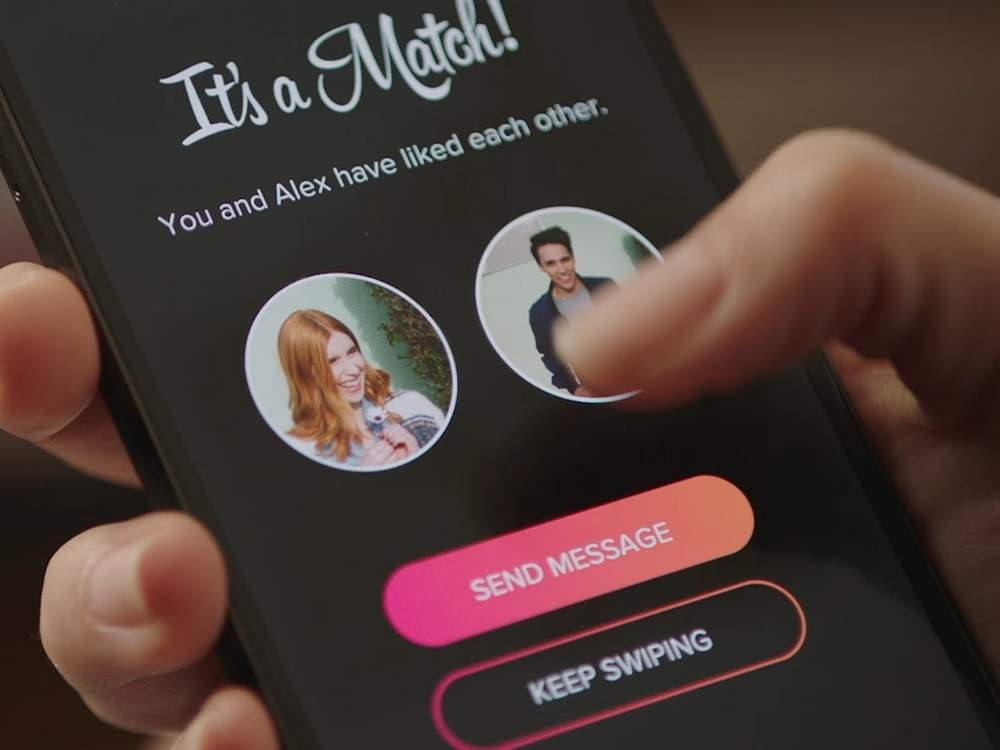 It's a Match!
You and Alex have liked each other.
SEND MESSAGE
KEEP SWIPING